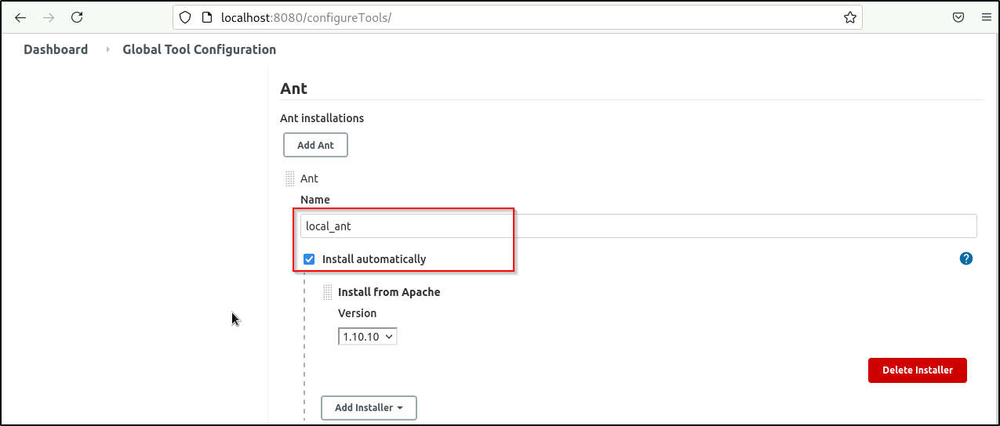 localhost:8080/configureTools/
Dashboard Global Tool Configuration
Ant
Ant installations
Add Ant
Ant
Name
local_ant
Install automatically
?
Install from Apache
Version
1.10.10
Delete Installer
Add Installer